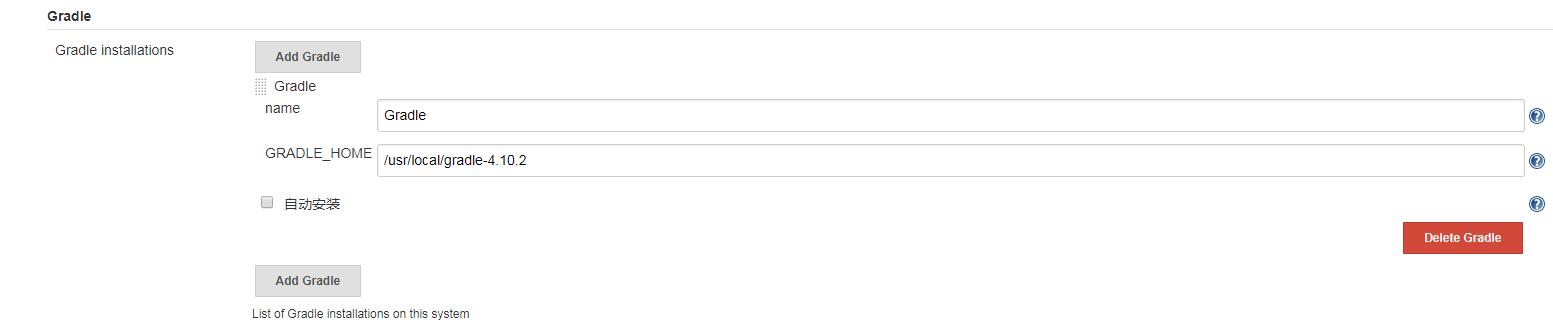 Gradle
Gradle installations
Add Gradle
Gradle
name
Gradle
GRADLE_HOME
/usr/local/gradle-4.10.2
自动安装
Delete Gradle
Add Gradle
List of Gradle installations on this system